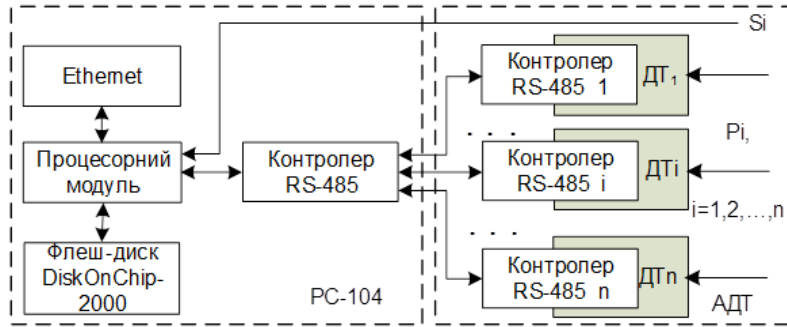 Ethernet
Процесорний
модуль
Флеш-диск
DiskOnChip-
2000
Контролер
RS-485
PC-104
Si
Контролер
RS-485 1
ДТ₁
. . .
Pi,
Контролер
RS-485 i
ДТi
i=1,2,...,n
. . .
Контролер
RS-485 n
ДТn
АДТ